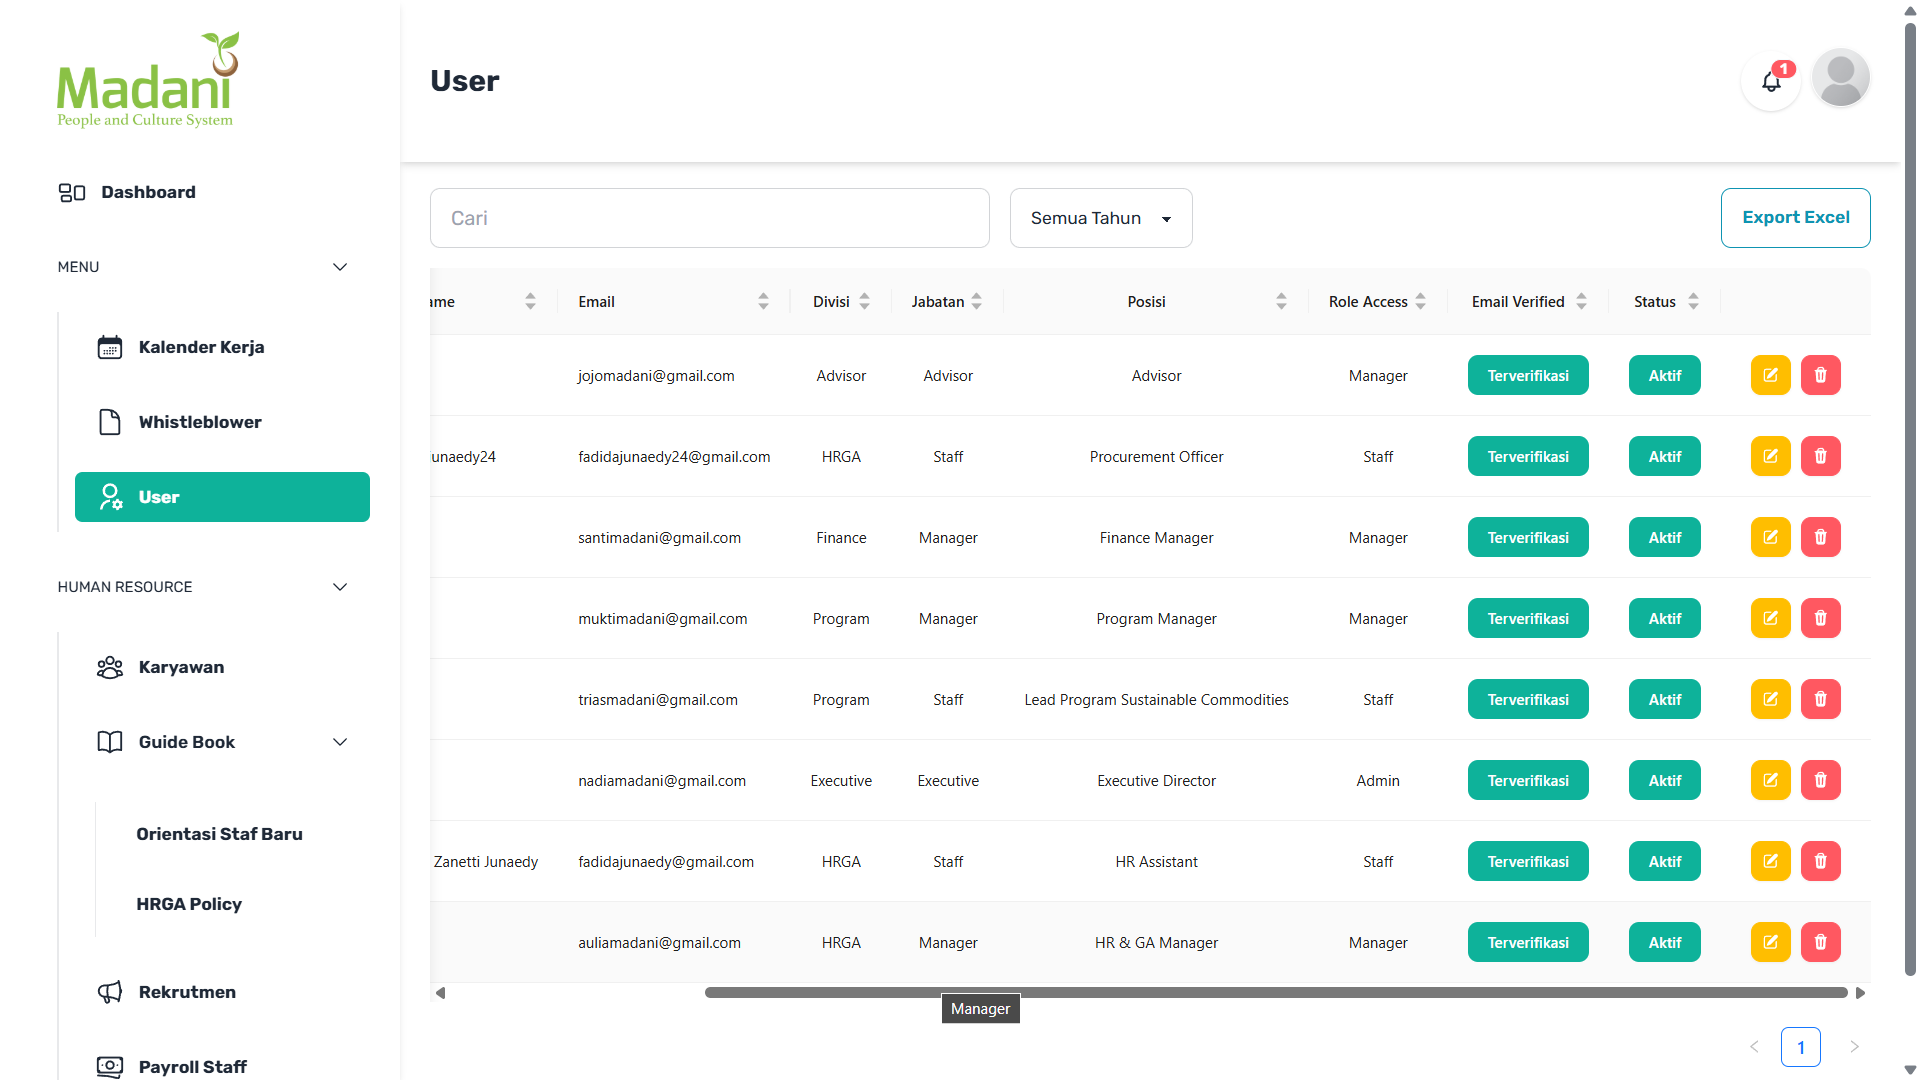 Madani
People and Culture System
Dashboard
MENU
Kalender Kerja
Whistleblower
User
HUMAN RESOURCE
Karyawan
Guide Book
Orientasi Staf Baru
HRGA Policy
Rekrutmen
Payroll Staff
User
1
Cari
Semua Tahun
Export Excel
ame Email Divisi Jabatan Posisi Role Access Email Verified Status
jojomadani@gmail.com Advisor Advisor Advisor Manager Terverifikasi Aktif
unaedy24 fadidajunaedy24@gmail.com HRGA Staff Procurement Officer Staff Terverifikasi Aktif
santimadani@gmail.com Finance Manager Finance Manager Manager Terverifikasi Aktif
muktimadani@gmail.com Program Manager Program Manager Manager Terverifikasi Aktif
triasmadani@gmail.com Program Staff Lead Program Sustainable Commodities Staff Terverifikasi Aktif
nadiamadani@gmail.com Executive Executive Executive Director Admin Terverifikasi Aktif
Zanetti Junaedy fadidajunaedy@gmail.com HRGA Staff HR Assistant Staff Terverifikasi Aktif
auliamadani@gmail.com HRGA Manager HR & GA Manager Manager Terverifikasi Aktif
Manager
1